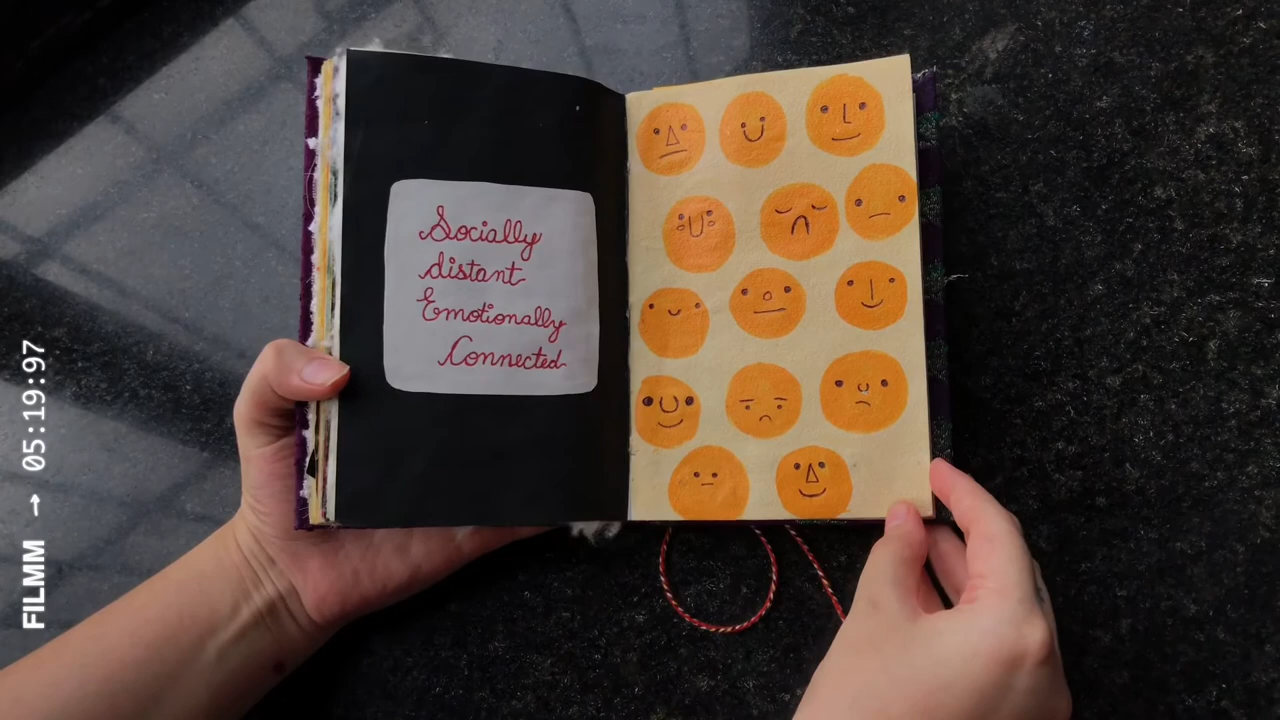 Socially
distant
Emotionally
Connected
FILMM → 05:19:97